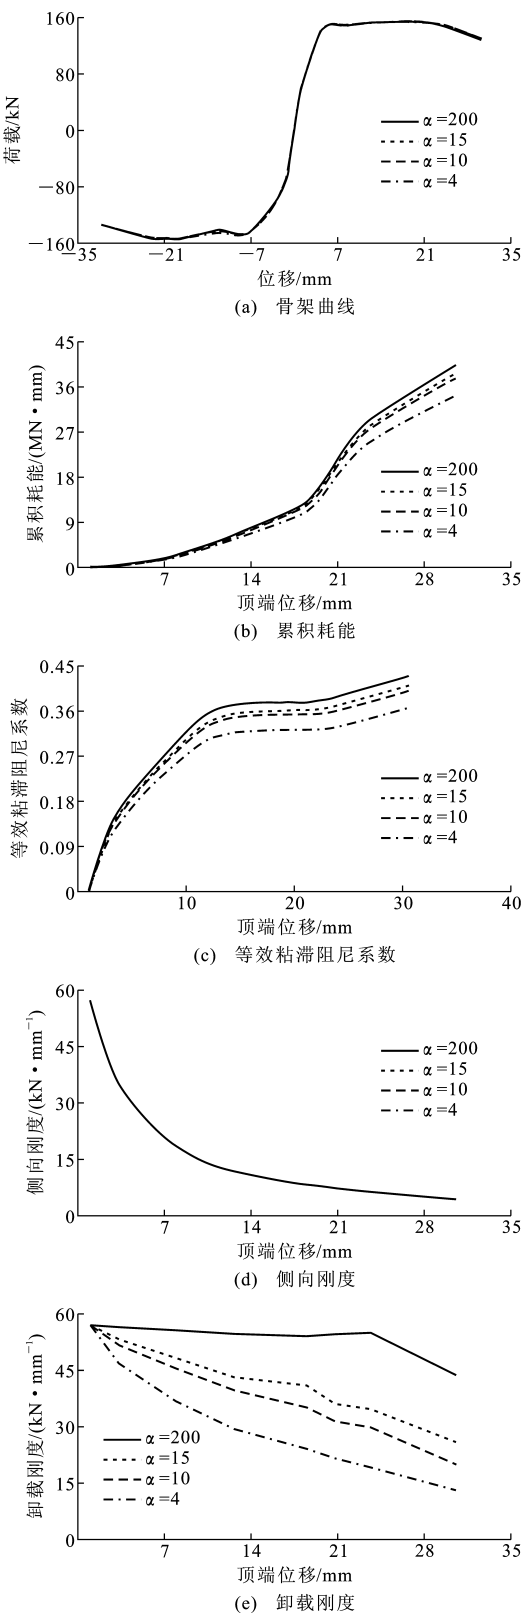 160
80
0
−80
−160
荷载/kN
α=200
α=15
α=10
α=4
−35
−21
−7
7
21
35
位移/mm
(a) 骨架曲线
45
36
27
18
9
0
累积耗能/(MN·mm)
α=200
α=15
α=10
α=4
7
14
21
28
35
顶端位移/mm
(b) 累积耗能
0.45
0.36
0.27
0.18
0.09
0
等效粘滞阻尼系数
α=200
α=15
α=10
α=4
10
20
30
40
顶端位移/mm
(c) 等效粘滞阻尼系数
60
45
30
15
0
侧向刚度/(kN·mm⁻¹)
α=200
α=15
α=10
α=4
7
14
21
28
35
顶端位移/mm
(d) 侧向刚度
60
45
30
15
0
卸载刚度/(kN·mm⁻¹)
α=200
α=15
α=10
α=4
7
14
21
28
35
顶端位移/mm
(e) 卸载刚度